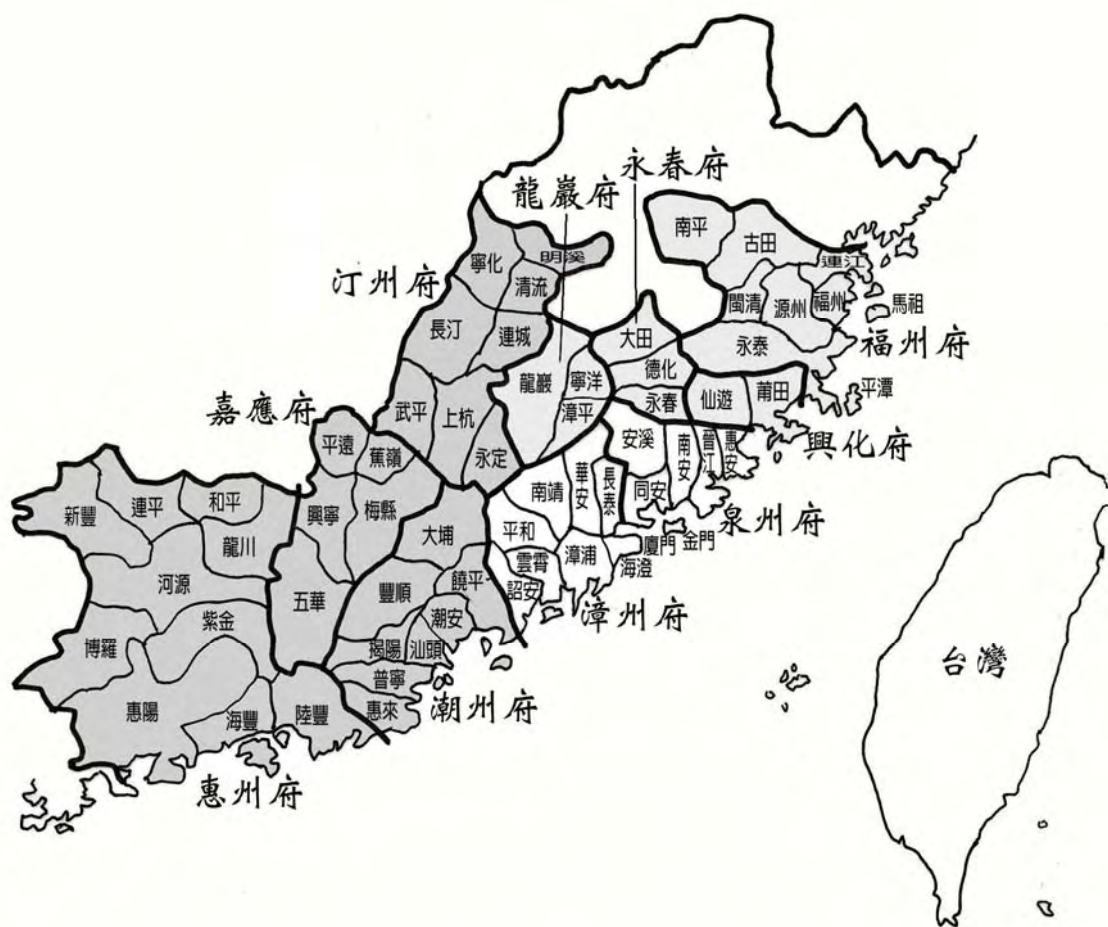 永春府
龍巖府
南平
古田
連江
明溪
寧化
清流
汀州府
閩清
源州
福州
馬祖
長汀
連城
大田
永泰
福州府
德化
龍巖
寧洋
永春
仙遊
莆田
平潭
漳平
嘉應府
武平
上杭
興化府
平遠
蕉嶺
永定
安溪
南安
晉江
惠安
華安
長泰
同安
泉州府
南靖
新豐
連平
和平
興寧
梅縣
大埔
平和
龍川
廈門
金門
漳浦
海澄
雲霄
河源
饒平
詔安
五華
豐順
漳州府
紫金
潮安
博羅
揭陽
汕頭
台灣
普寧
潮州府
惠陽
海豐
陸豐
惠來
惠州府